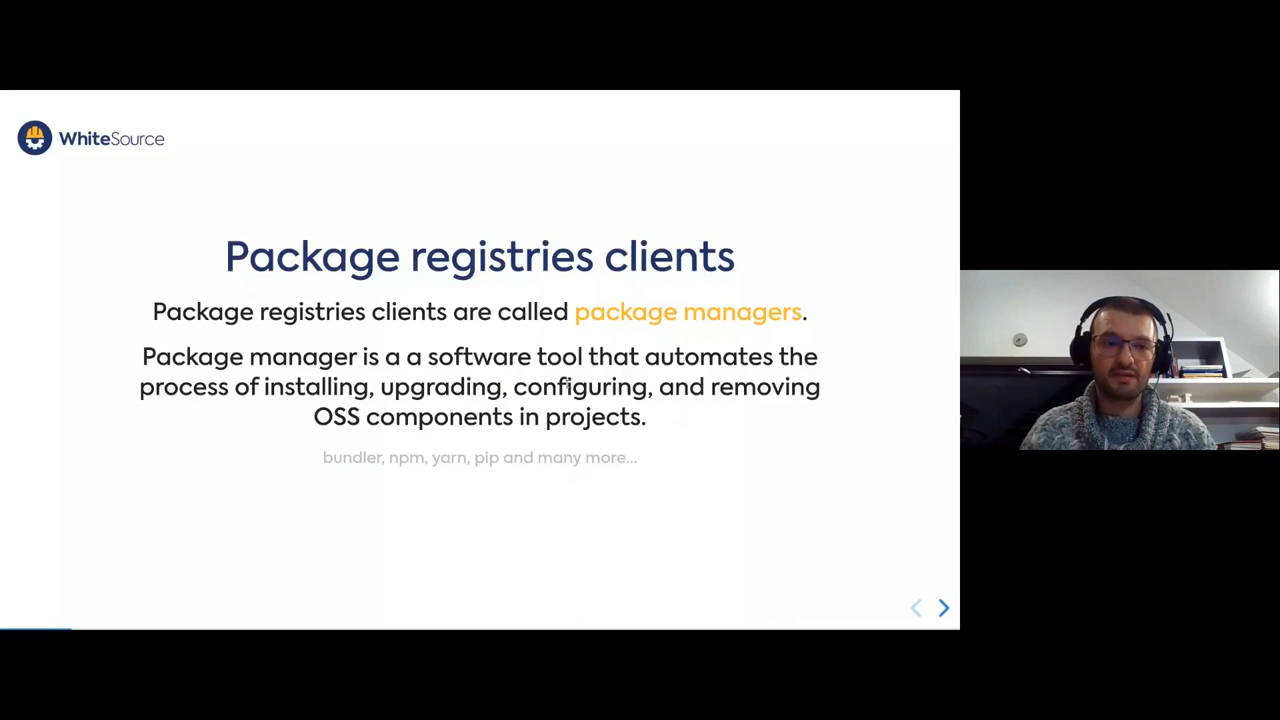 WhiteSource
Package registries clients
Package registries clients are called package managers.
Package manager is a a software tool that automates the
process of installing, upgrading, configuring, and removing
OSS components in projects.
bundler, npm, yarn, pip and many more...